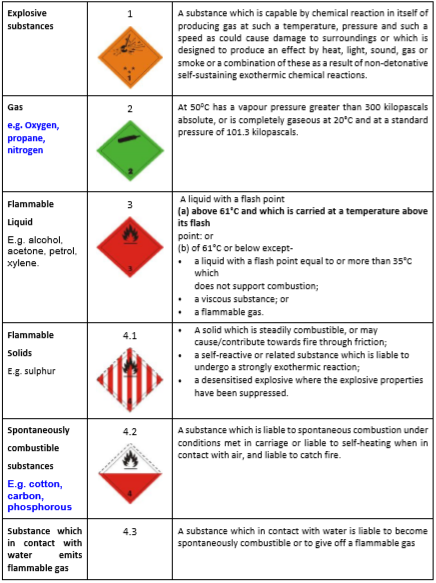 Explosive
substances
1
1
A substance which is capable by chemical reaction in itself of
producing gas at such a temperature, pressure and such a
speed as could cause damage to surroundings or which is
designed to produce an effect by heat, light, sound, gas or
smoke or a combination of these as a result of non-detonative
self-sustaining exothermic chemical reactions.
Gas
e.g. Oxygen,
propane,
nitrogen
2
2
At 50°C has a vapour pressure greater than 300 kilopascals
absolute, or is completely gaseous at 20°C and at a standard
pressure of 101.3 kilopascals.
Flammable
Liquid
E.g. alcohol,
acetone, petrol,
xylene.
3
3
A liquid with a flash point
(a) above 61°C and which is carried at a temperature above
its flash
point: or
(b) of 61°C or below except-
• a liquid with a flash point equal to or more than 35°C
which
does not support combustion;
• a viscous substance; or
• a flammable gas.
Flammable
Solids
E.g. sulphur
4.1
4
• A solid which is steadily combustible, or may
cause/contribute towards fire through friction;
• a self-reactive or related substance which is liable to
undergo a strongly exothermic reaction;
• a desensitised explosive where the explosive properties
have been suppressed.
Spontaneously
combustible
substances
E.g. cotton,
carbon,
phosphorous
4.2
4
A substance which is liable to spontaneous combustion under
conditions met in carriage or liable to self-heating when in
contact with air, and liable to catch fire.
Substance which
in contact with
water emits
flammable gas
4.3
A substance which in contact with water is liable to become
spontaneously combustible or to give off a flammable gas